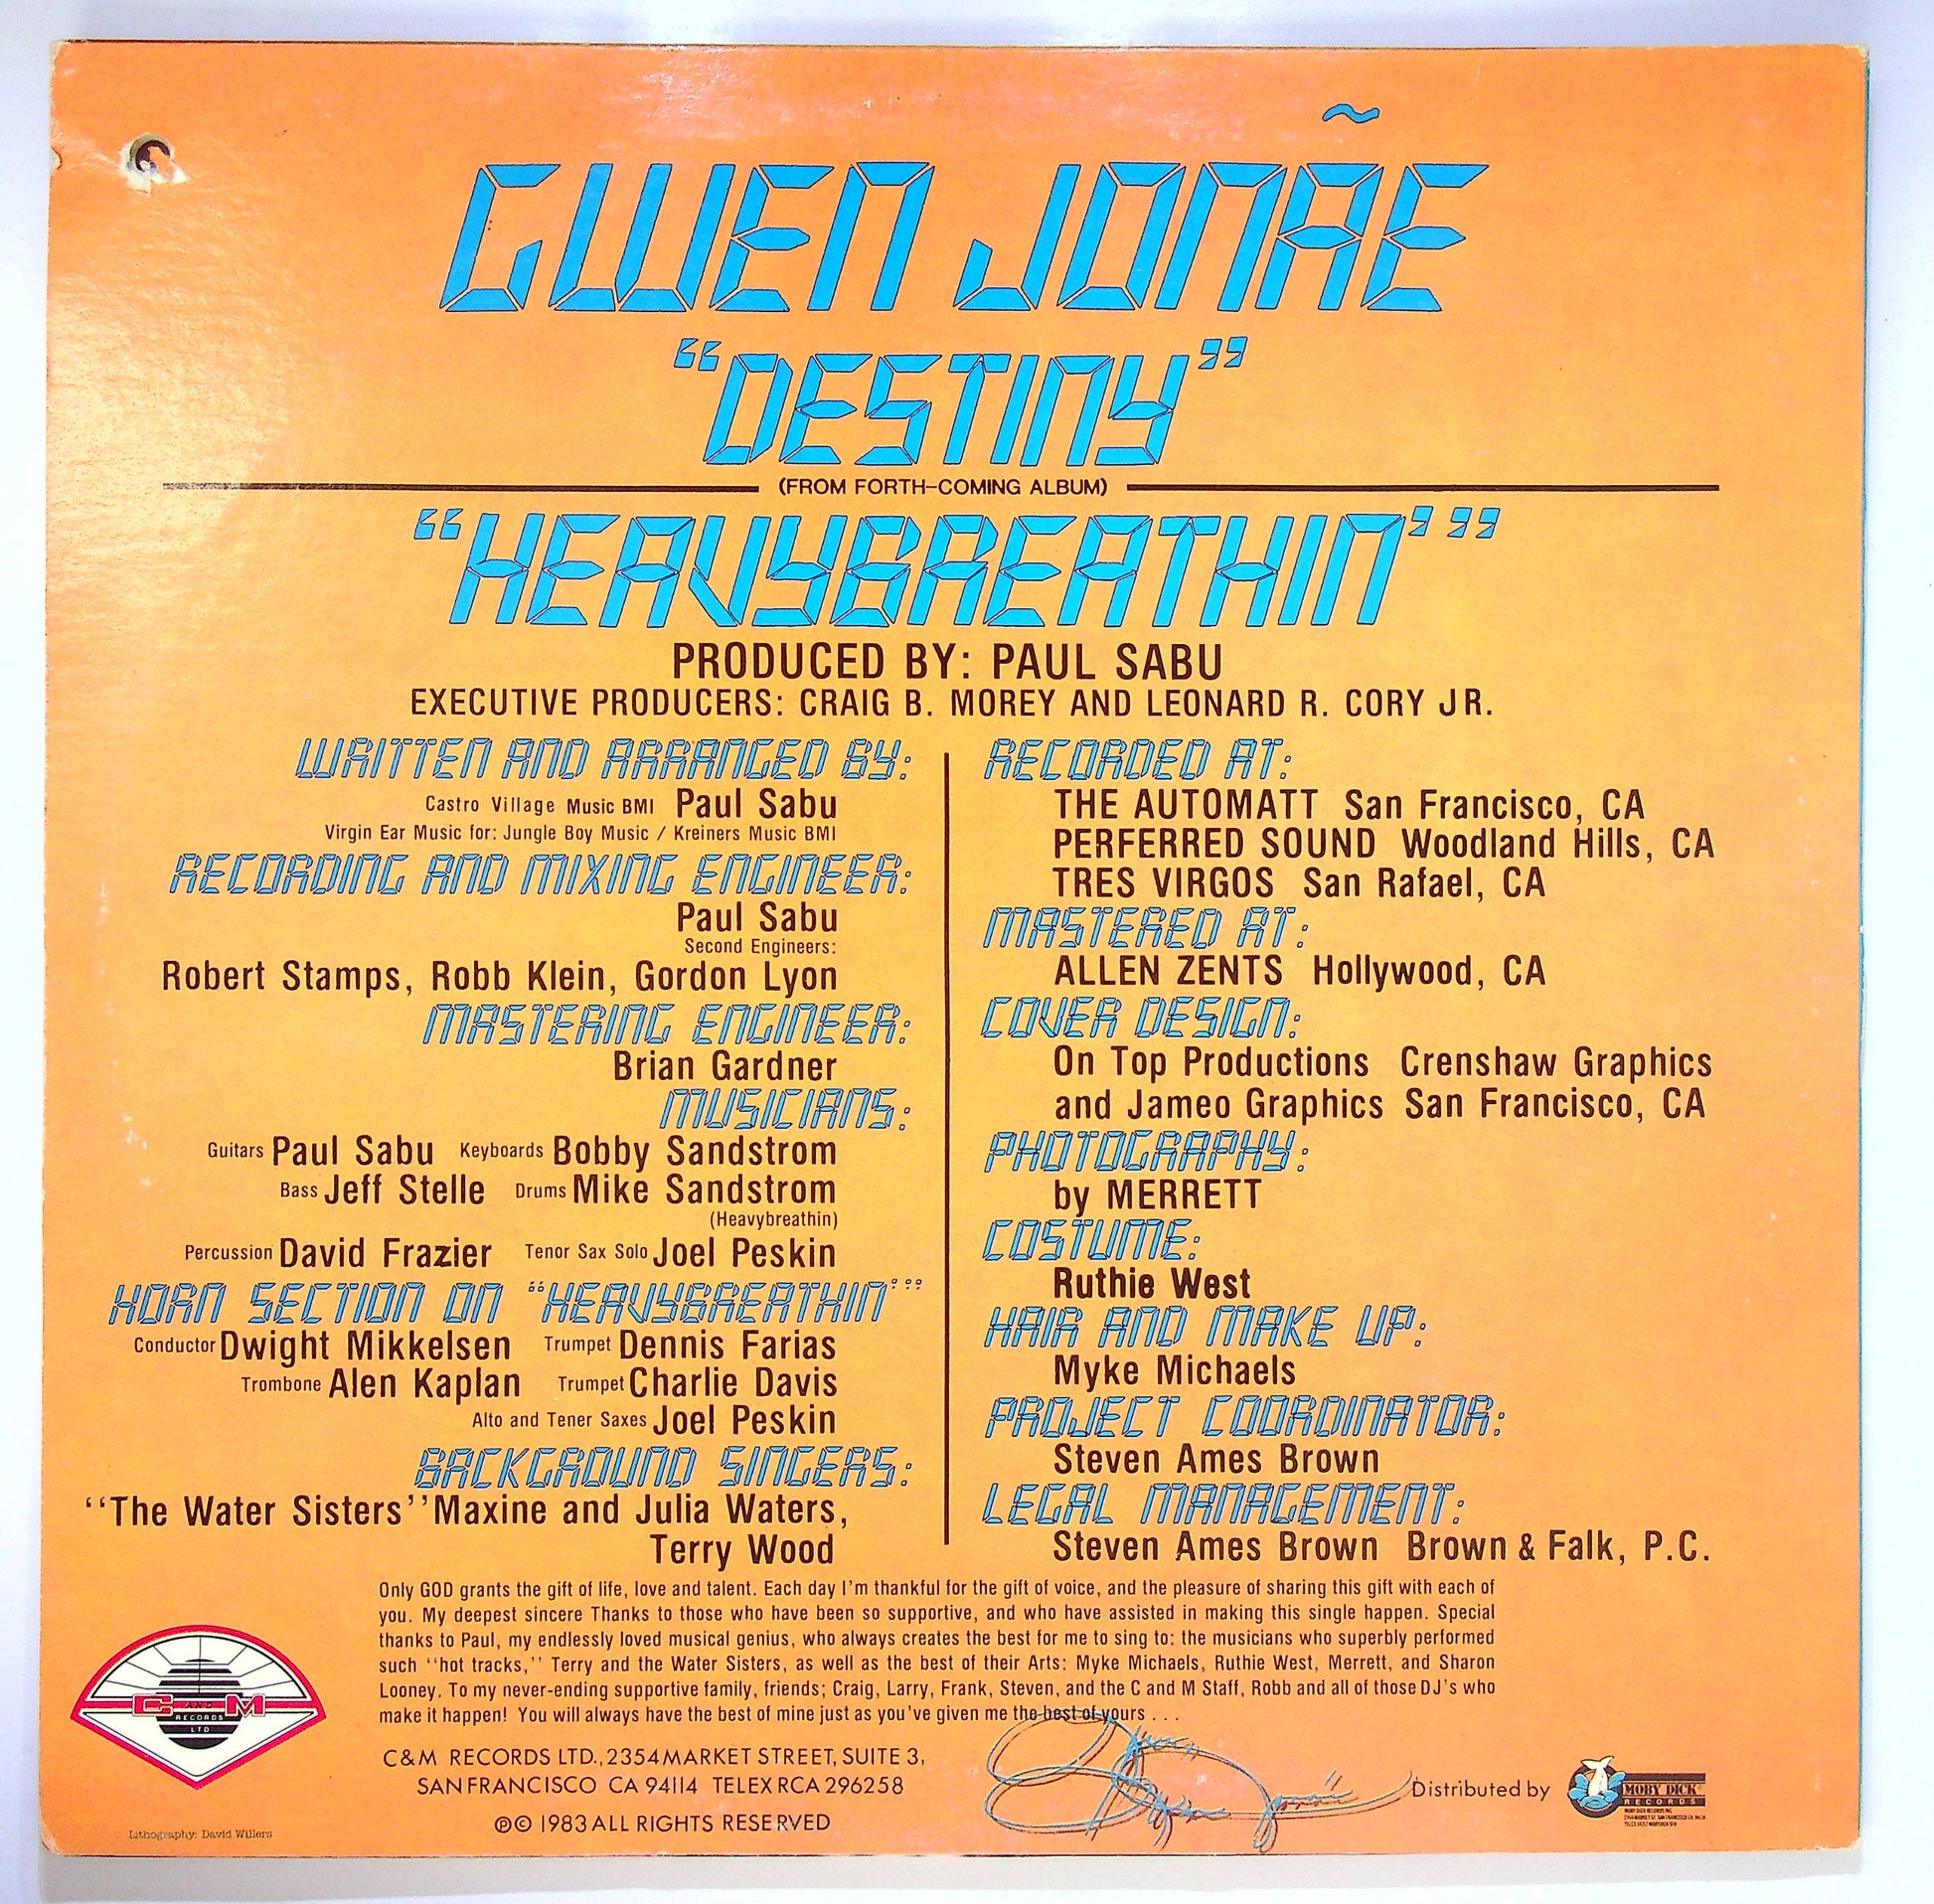 GWEN JONÃE
"DESTINY"
(FROM FORTH-COMING ALBUM)
"HEAVYBREATHIN'"
PRODUCED BY: PAUL SABU
EXECUTIVE PRODUCERS: CRAIG B. MOREY AND LEONARD R. CORY JR.
WRITTEN AND ARRANGED BY:
Castro Village Music BMI Paul Sabu
Virgin Ear Music for: Jungle Boy Music / Kreiners Music BMI
RECORDING AND MIXING ENGINEER:
Paul Sabu
Second Engineers:
Robert Stamps, Robb Klein, Gordon Lyon
MASTERING ENGINEER:
Brian Gardner
MUSICIANS:
Guitars Paul Sabu Keyboards Bobby Sandstrom
Bass Jeff Stelle Drums Mike Sandstrom
(Heavybreathin)
Percussion David Frazier Tenor Sax Solo Joel Peskin
HORN SECTION ON "HEAVYBREATHIN'"
Conductor Dwight Mikkelsen Trumpet Dennis Farias
Trombone Alen Kaplan Trumpet Charlie Davis
Alto and Tener Saxes Joel Peskin
BACKGROUND SINGERS:
"The Water Sisters" Maxine and Julia Waters,
Terry Wood
RECORDED AT:
THE AUTOMATT San Francisco, CA
PERFERRED SOUND Woodland Hills, CA
TRES VIRGOS San Rafael, CA
MASTERED AT:
ALLEN ZENTS Hollywood, CA
COVER DESIGN:
On Top Productions Crenshaw Graphics
and Jameo Graphics San Francisco, CA
PHOTOGRAPHY:
by MERRETT
COSTUME:
Ruthie West
HAIR AND MAKE UP:
Myke Michaels
PROJECT COORDINATOR:
Steven Ames Brown
LEGAL MANAGEMENT:
Steven Ames Brown Brown & Falk, P.C.
Only GOD grants the gift of life, love and talent. Each day I'm thankful for the gift of voice, and the pleasure of sharing this gift with each of
you. My deepest sincere Thanks to those who have been so supportive, and who have assisted in making this single happen. Special
thanks to Paul, my endlessly loved musical genius, who always creates the best for me to sing to: the musicians who superbly performed
such "hot tracks," Terry and the Water Sisters, as well as the best of their Arts: Myke Michaels, Ruthie West, Merrett, and Sharon
Looney. To my never-ending supportive family, friends; Craig, Larry, Frank, Steven, and the C and M Staff, Robb and all of those DJ's who
make it happen! You will always have the best of mine just as you've given me the best of yours . . .
C AND M
RECORDS
LTD
C&M RECORDS LTD., 2354 MARKET STREET, SUITE 3,
SAN FRANCISCO CA 94114 TELEX RCA 296258
℗© 1983 ALL RIGHTS RESERVED
Distributed by
MOBY DICK
RECORDS
Lithography: David Willers